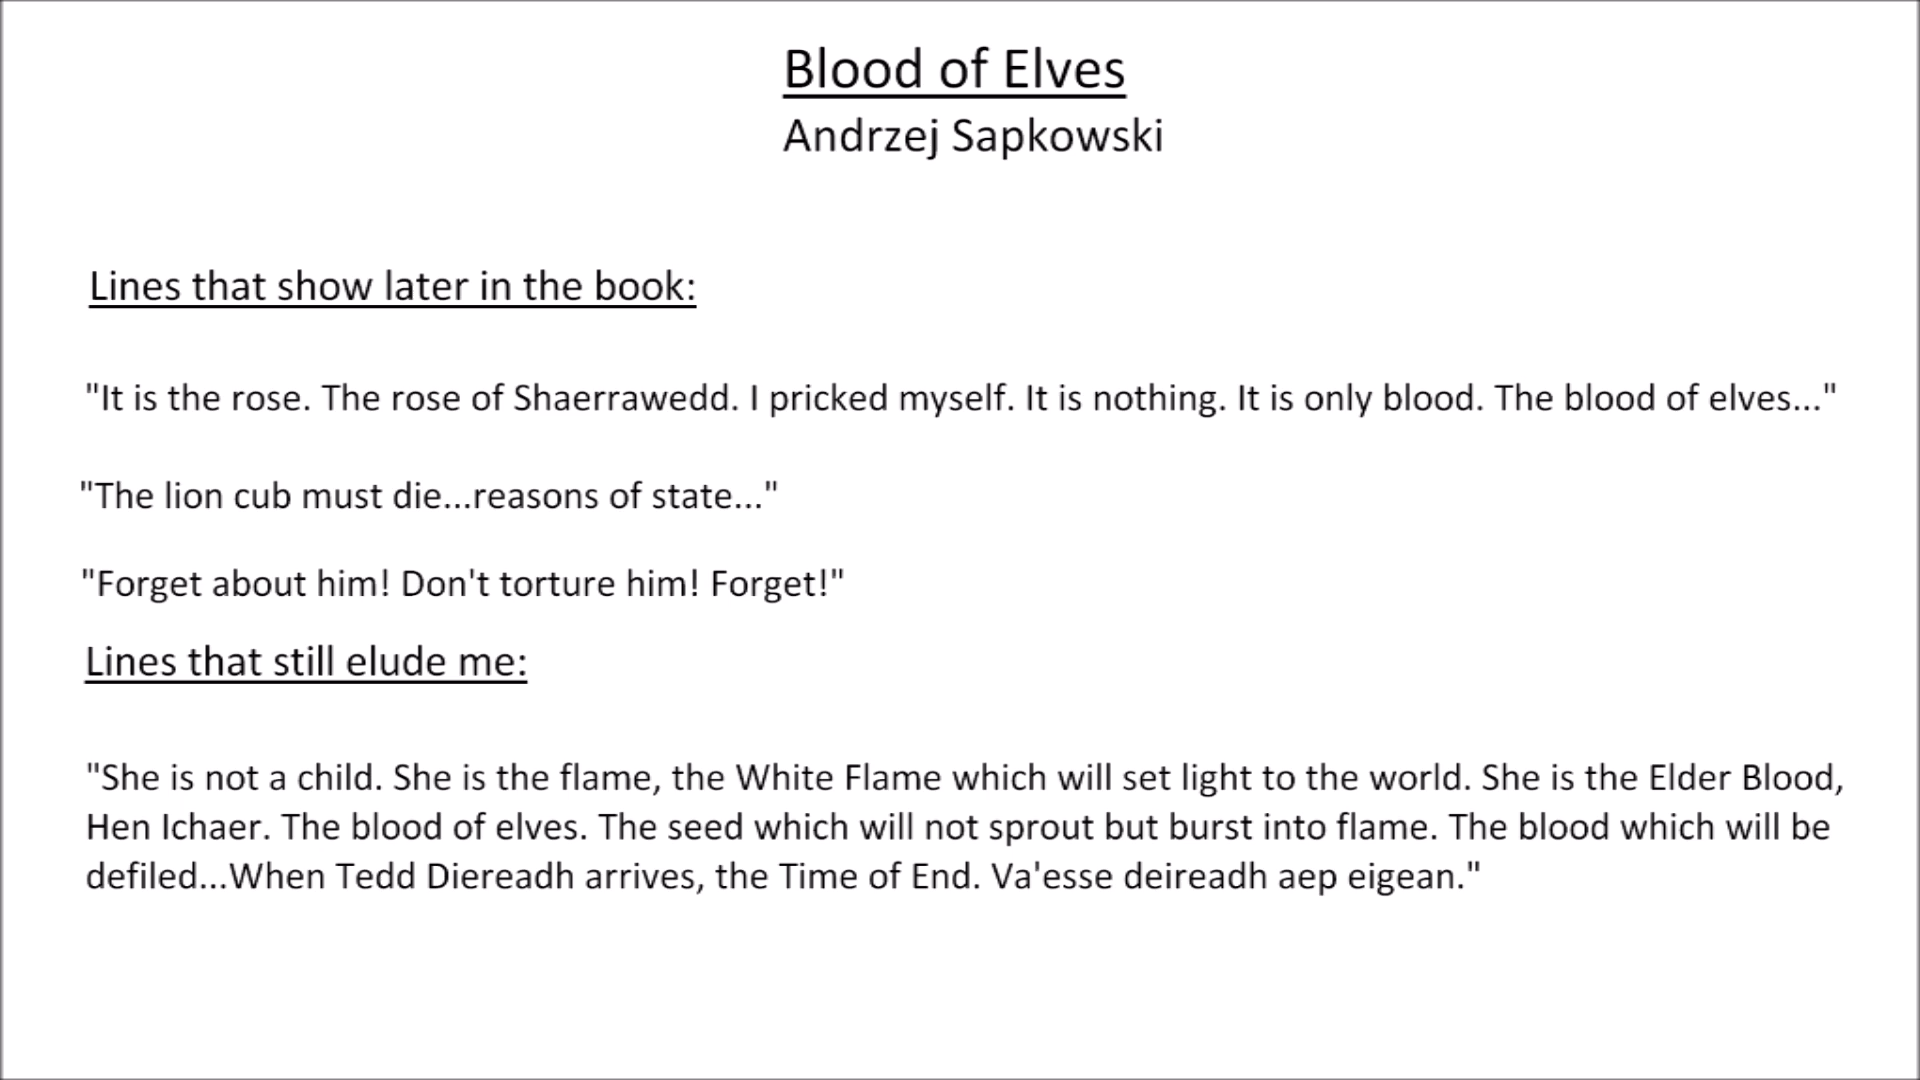 Blood of Elves
Andrzej Sapkowski
Lines that show later in the book:
"It is the rose. The rose of Shaerrawedd. I pricked myself. It is nothing. It is only blood. The blood of elves..."
"The lion cub must die...reasons of state..."
"Forget about him! Don't torture him! Forget!"
Lines that still elude me:
"She is not a child. She is the flame, the White Flame which will set light to the world. She is the Elder Blood,
Hen Ichaer. The blood of elves. The seed which will not sprout but burst into flame. The blood which will be
defiled...When Tedd Diereadh arrives, the Time of End. Va'esse deireadh aep eigean."